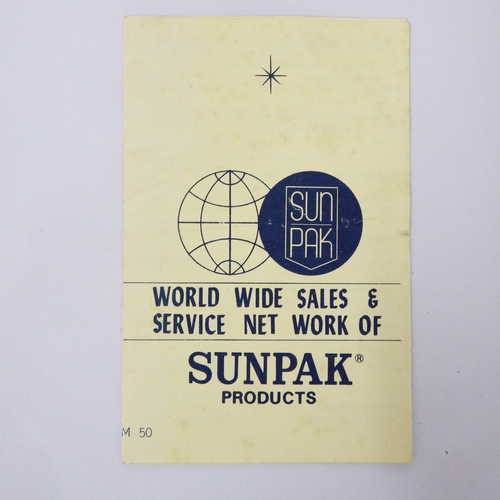 SUN
PAK
WORLD WIDE SALES &
SERVICE NET WORK OF
SUNPAK®
PRODUCTS
M 50